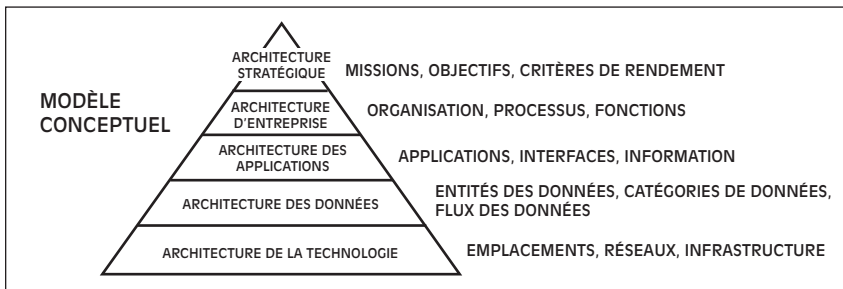 MODÈLE
CONCEPTUEL
ARCHITECTURE
STRATÉGIQUE
MISSIONS, OBJECTIFS, CRITÈRES DE RENDEMENT
ARCHITECTURE
D'ENTREPRISE
ORGANISATION, PROCESSUS, FONCTIONS
ARCHITECTURE DES
APPLICATIONS
APPLICATIONS, INTERFACES, INFORMATION
ARCHITECTURE DES DONNÉES
ENTITÉS DES DONNÉES, CATÉGORIES DE DONNÉES,
FLUX DES DONNÉES
ARCHITECTURE DE LA TECHNOLOGIE
EMPLACEMENTS, RÉSEAUX, INFRASTRUCTURE